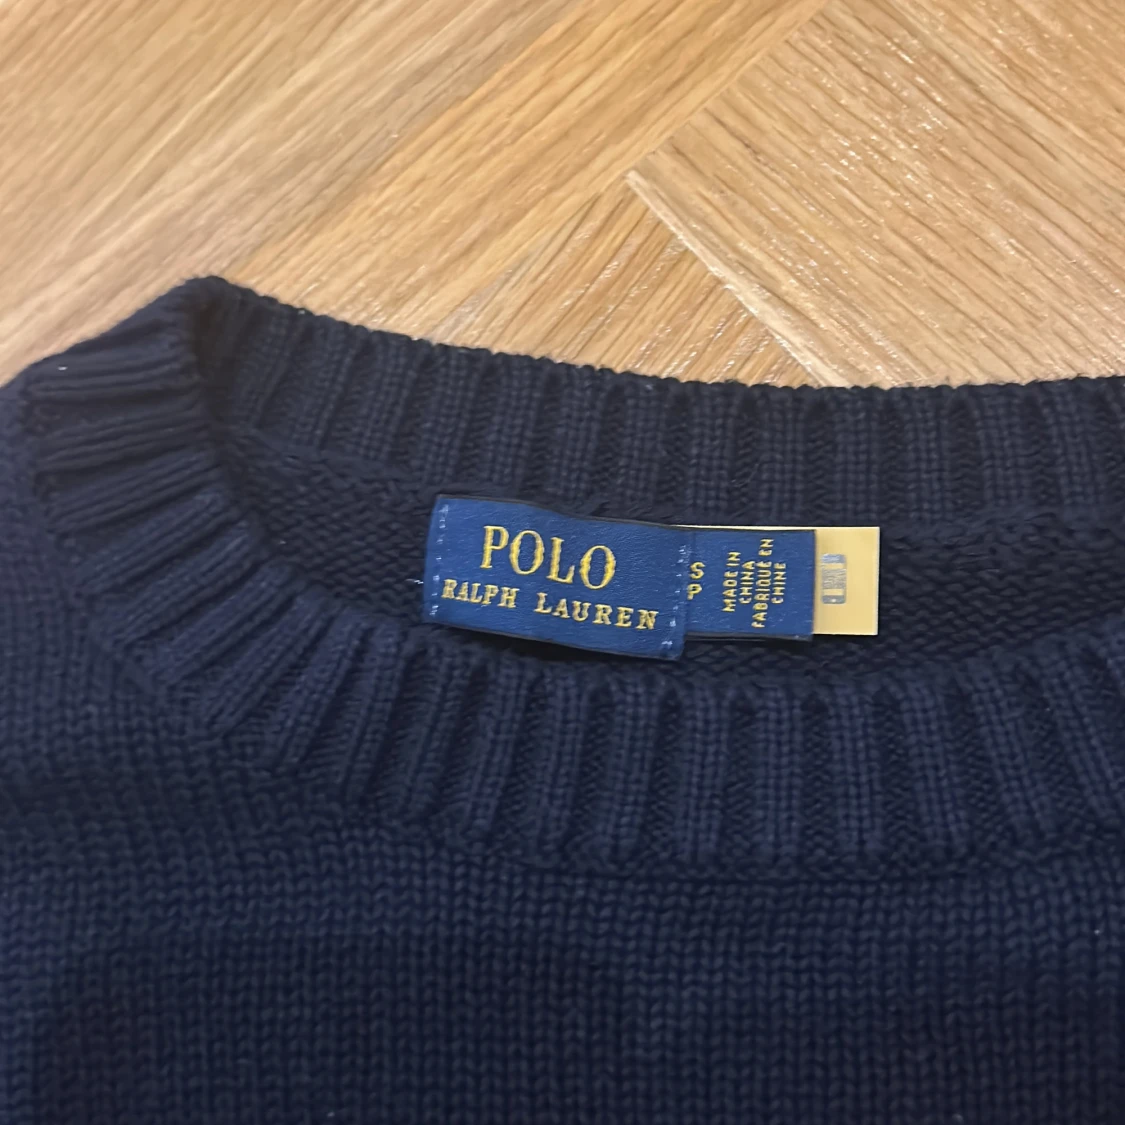 POLO
RALPH LAUREN
S
P
MADE IN
CHINA
FABRIQUÉ EN
CHINE